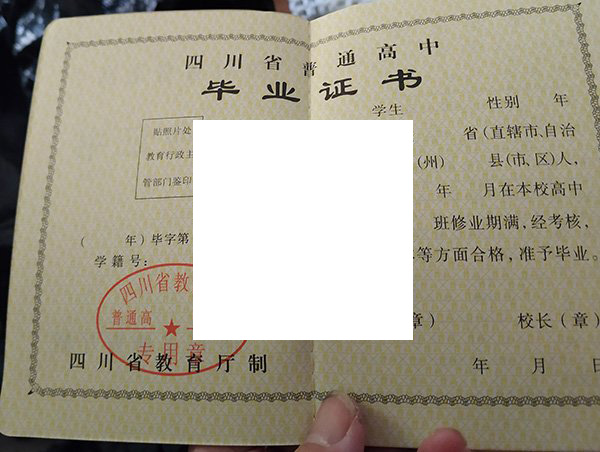 四川省普通高中
毕业证书
贴照片处
教育行政主
管部门鉴印
( 年) 毕字第
学籍号:
四川省教
普通高
专用章
四川省教育厅制
学生 性别 年
省(直辖市、自治
(州) 县(市、区)人,
年 月在本校高中
班修业期满,经考核,
等方面合格,准予毕业。
章) 校长(章)
年 月 日